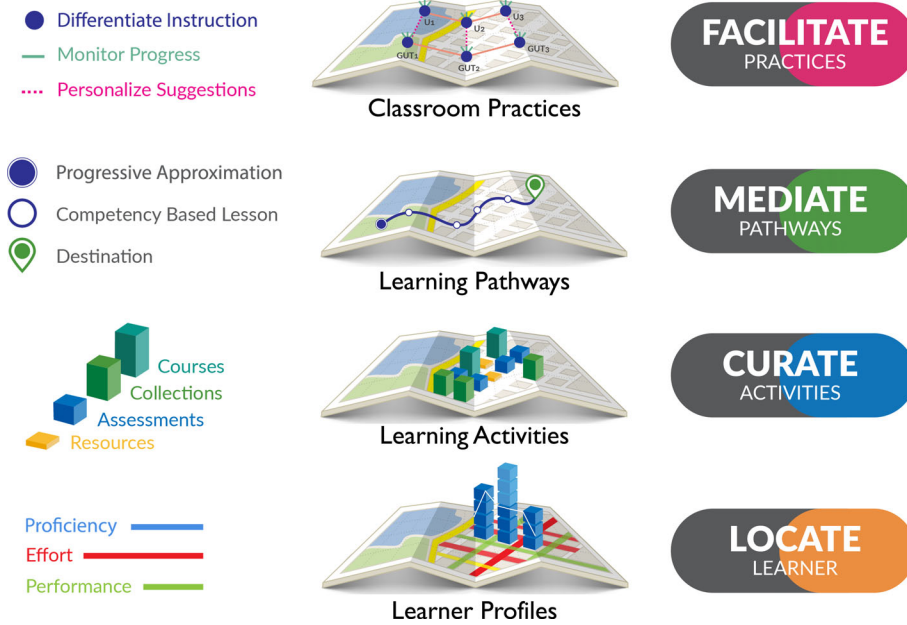 Differentiate Instruction
Monitor Progress
Personalize Suggestions
U1
U2
U3
GUT1
GUT2
GUT3
Classroom Practices
FACILITATE
PRACTICES
Progressive Approximation
Competency Based Lesson
Destination
Learning Pathways
MEDIATE
PATHWAYS
Courses
Collections
Assessments
Resources
Learning Activities
CURATE
ACTIVITIES
Proficiency
Effort
Performance
Learner Profiles
LOCATE
LEARNER